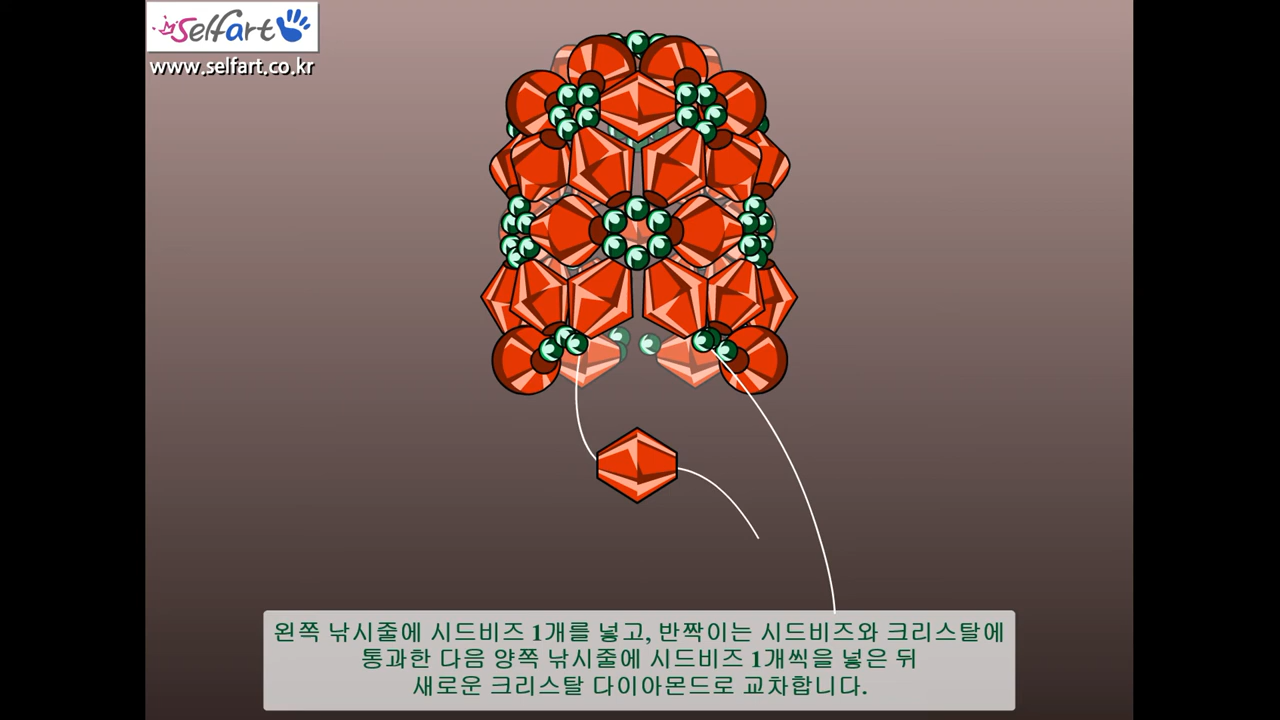 Selfart
www.selfart.co.kr
왼쪽 낚시줄에 시드비즈 1개를 넣고, 반짝이는 시드비즈와 크리스탈에
통과한 다음 양쪽 낚시줄에 시드비즈 1개씩을 넣은 뒤
새로운 크리스탈 다이아몬드로 교차합니다.